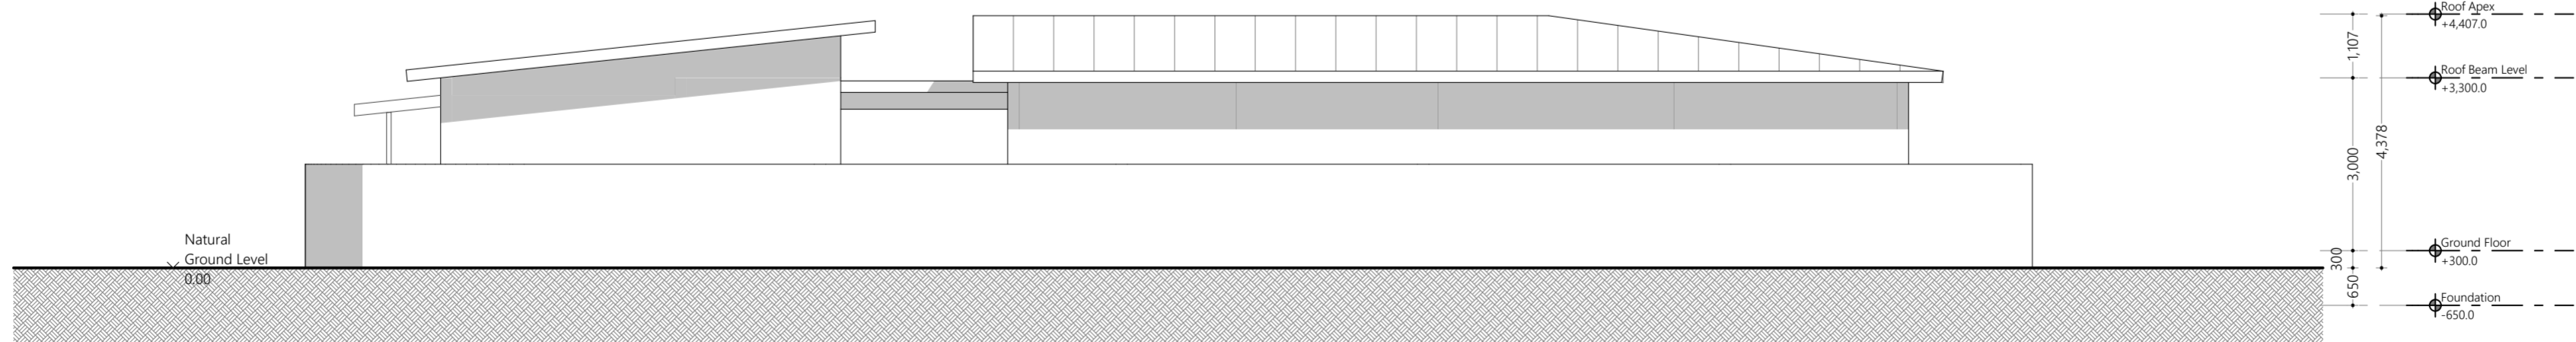 Roof Apex
+4,407.0
1,107
Roof Beam Level
+3,300.0
4,378
3,000
Natural
Ground Level
0.00
Ground Floor
+300.0
300
650
Foundation
-650.0